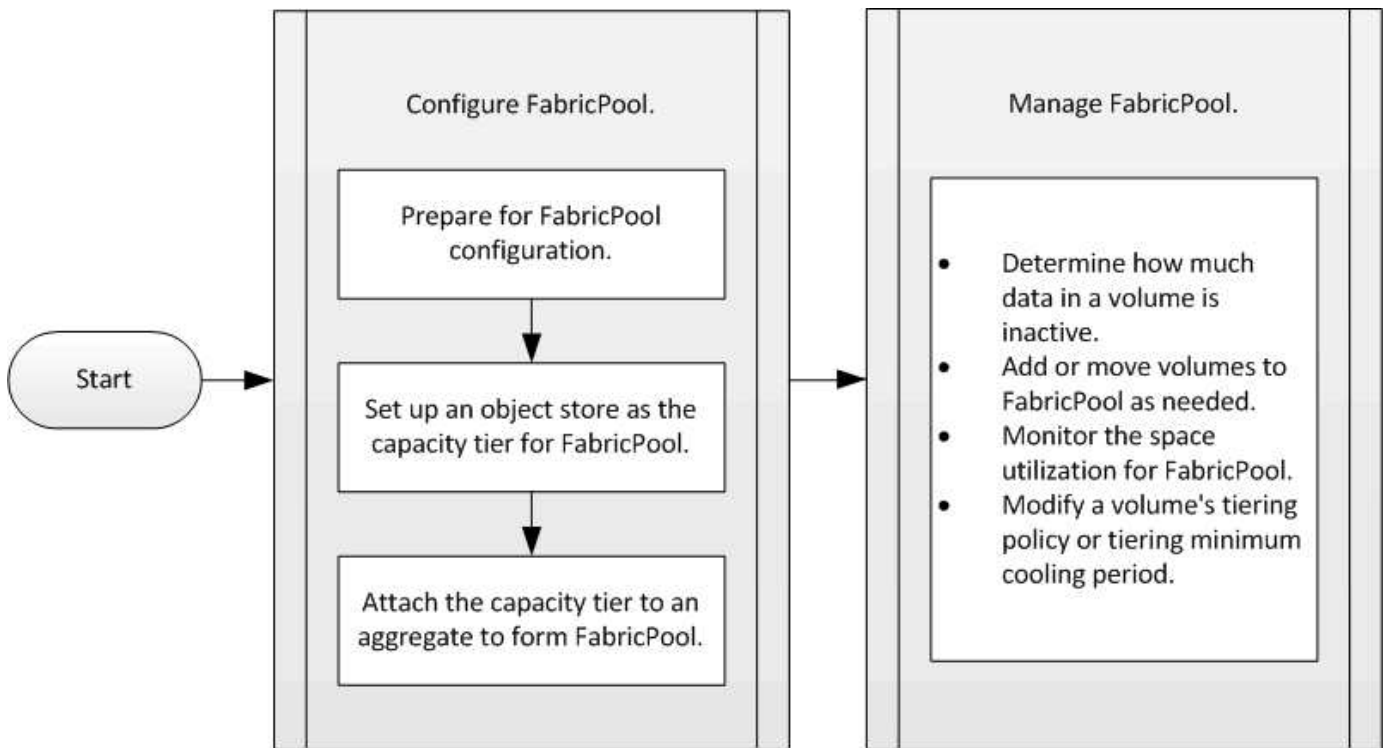 Start
Configure FabricPool.
Prepare for FabricPool
configuration.
Set up an object store as the
capacity tier for FabricPool.
Attach the capacity tier to an
aggregate to form FabricPool.
Manage FabricPool.
• Determine how much
data in a volume is
inactive.
• Add or move volumes to
FabricPool as needed.
• Monitor the space
utilization for FabricPool.
• Modify a volume's tiering
policy or tiering minimum
cooling period.